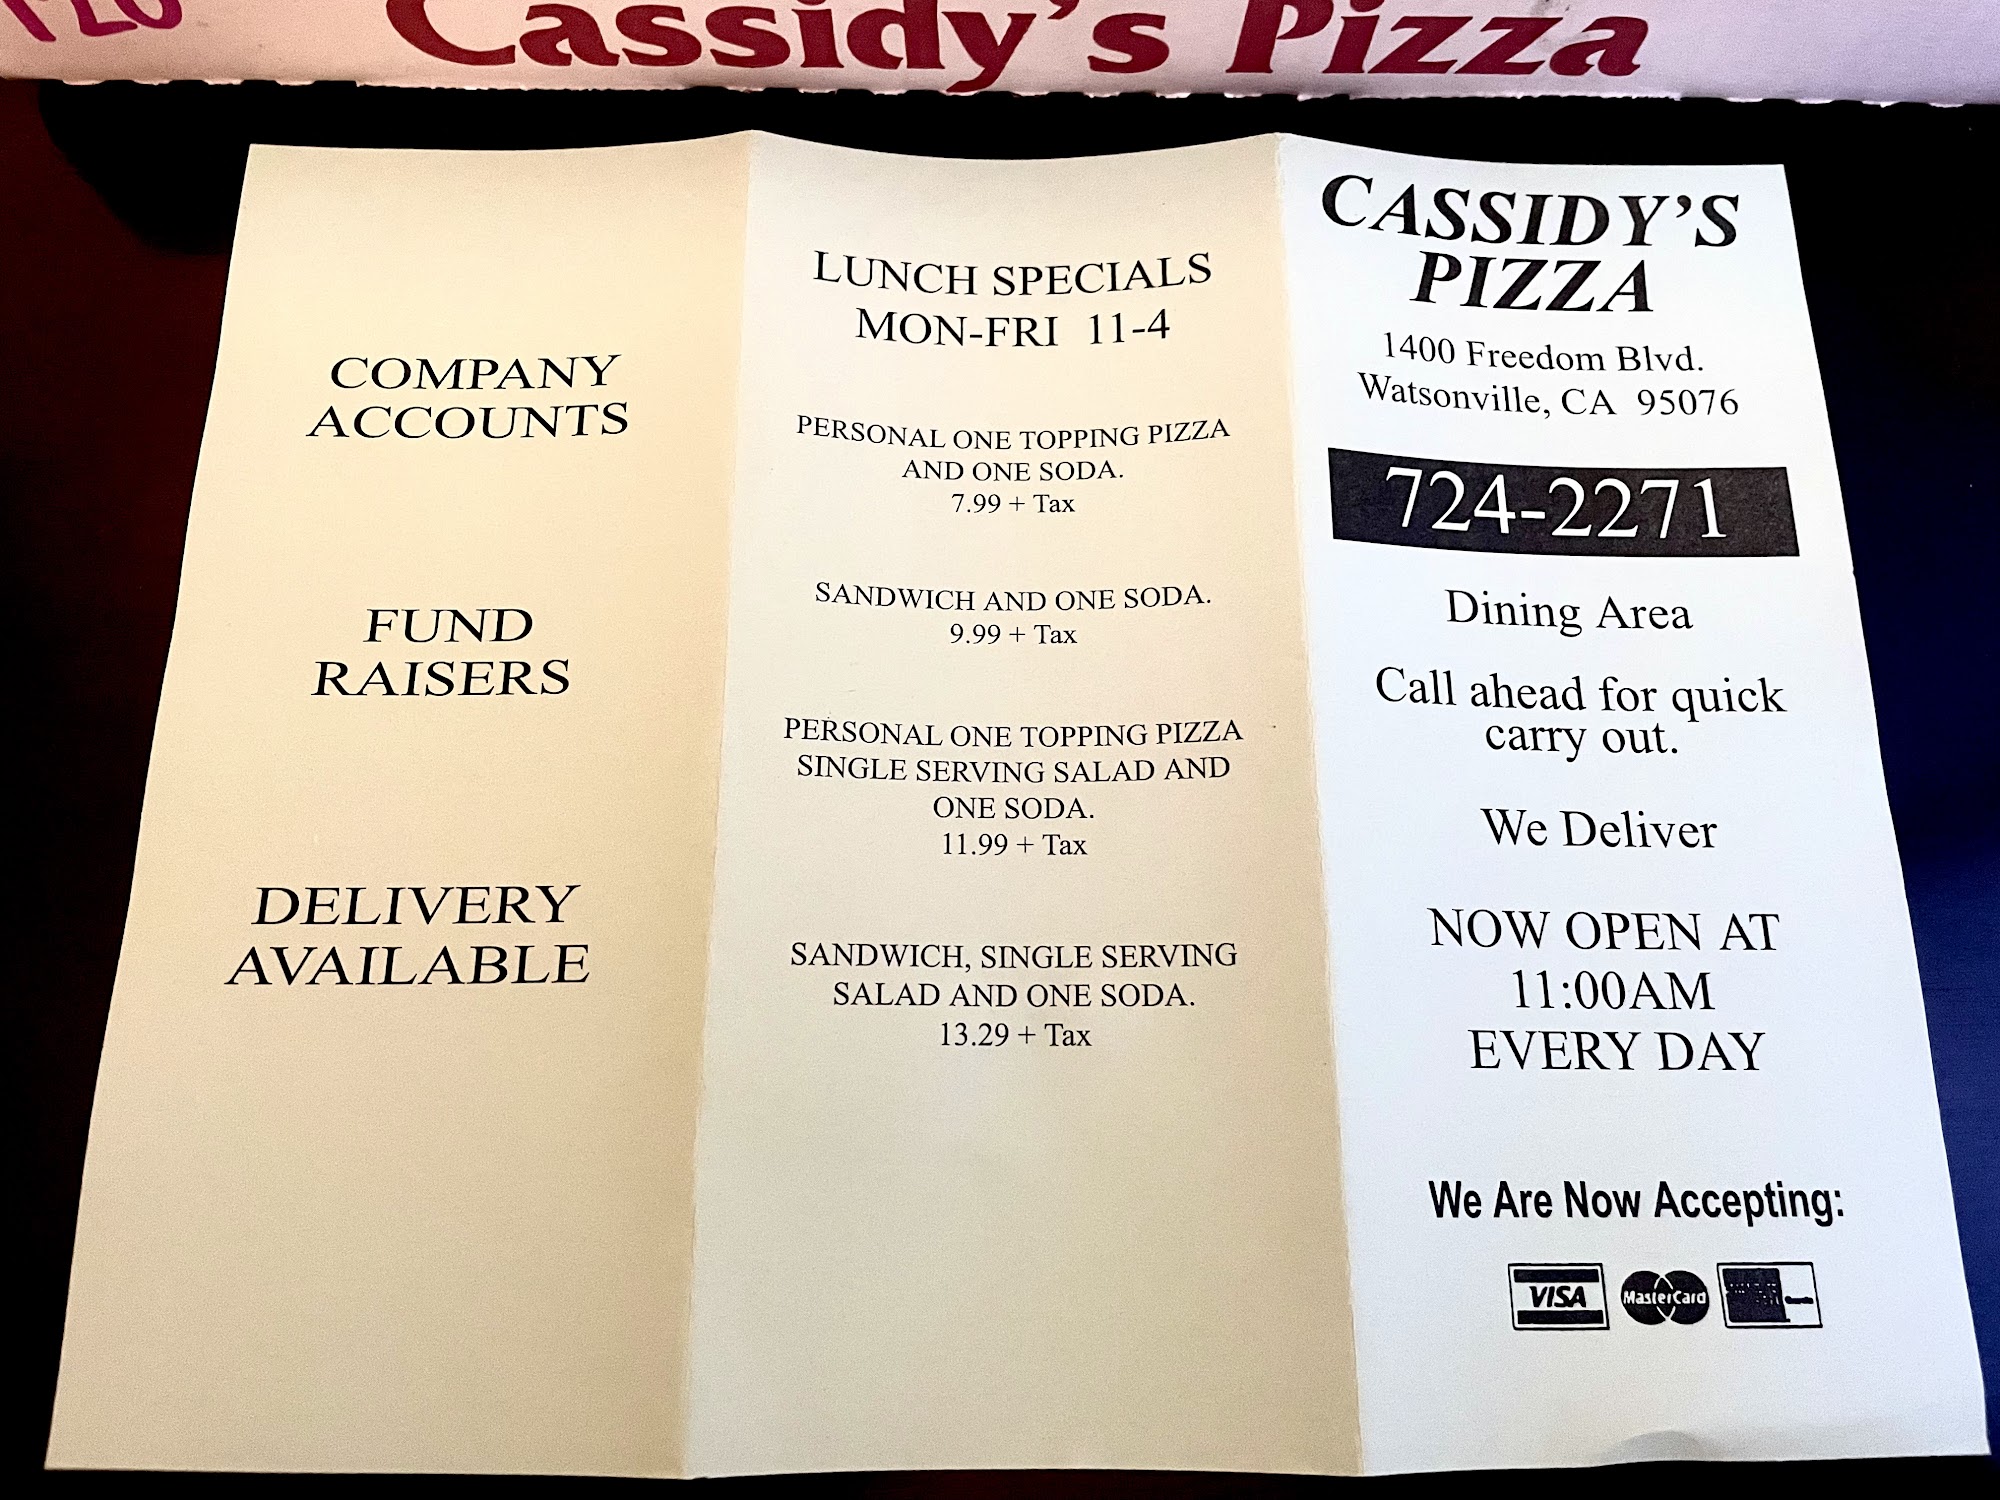 Cassidy's Pizza
COMPANY
ACCOUNTS
FUND
RAISERS
DELIVERY
AVAILABLE
LUNCH SPECIALS
MON-FRI 11-4
PERSONAL ONE TOPPING PIZZA
AND ONE SODA.
7.99 + Tax
SANDWICH AND ONE SODA.
9.99 + Tax
PERSONAL ONE TOPPING PIZZA
SINGLE SERVING SALAD AND
ONE SODA.
11.99 + Tax
SANDWICH, SINGLE SERVING
SALAD AND ONE SODA.
13.29 + Tax
CASSIDY'S
PIZZA
1400 Freedom Blvd.
Watsonville, CA 95076
724-2271
Dining Area
Call ahead for quick
carry out.
We Deliver
NOW OPEN AT
11:00AM
EVERY DAY
We Are Now Accepting:
VISA
MasterCard